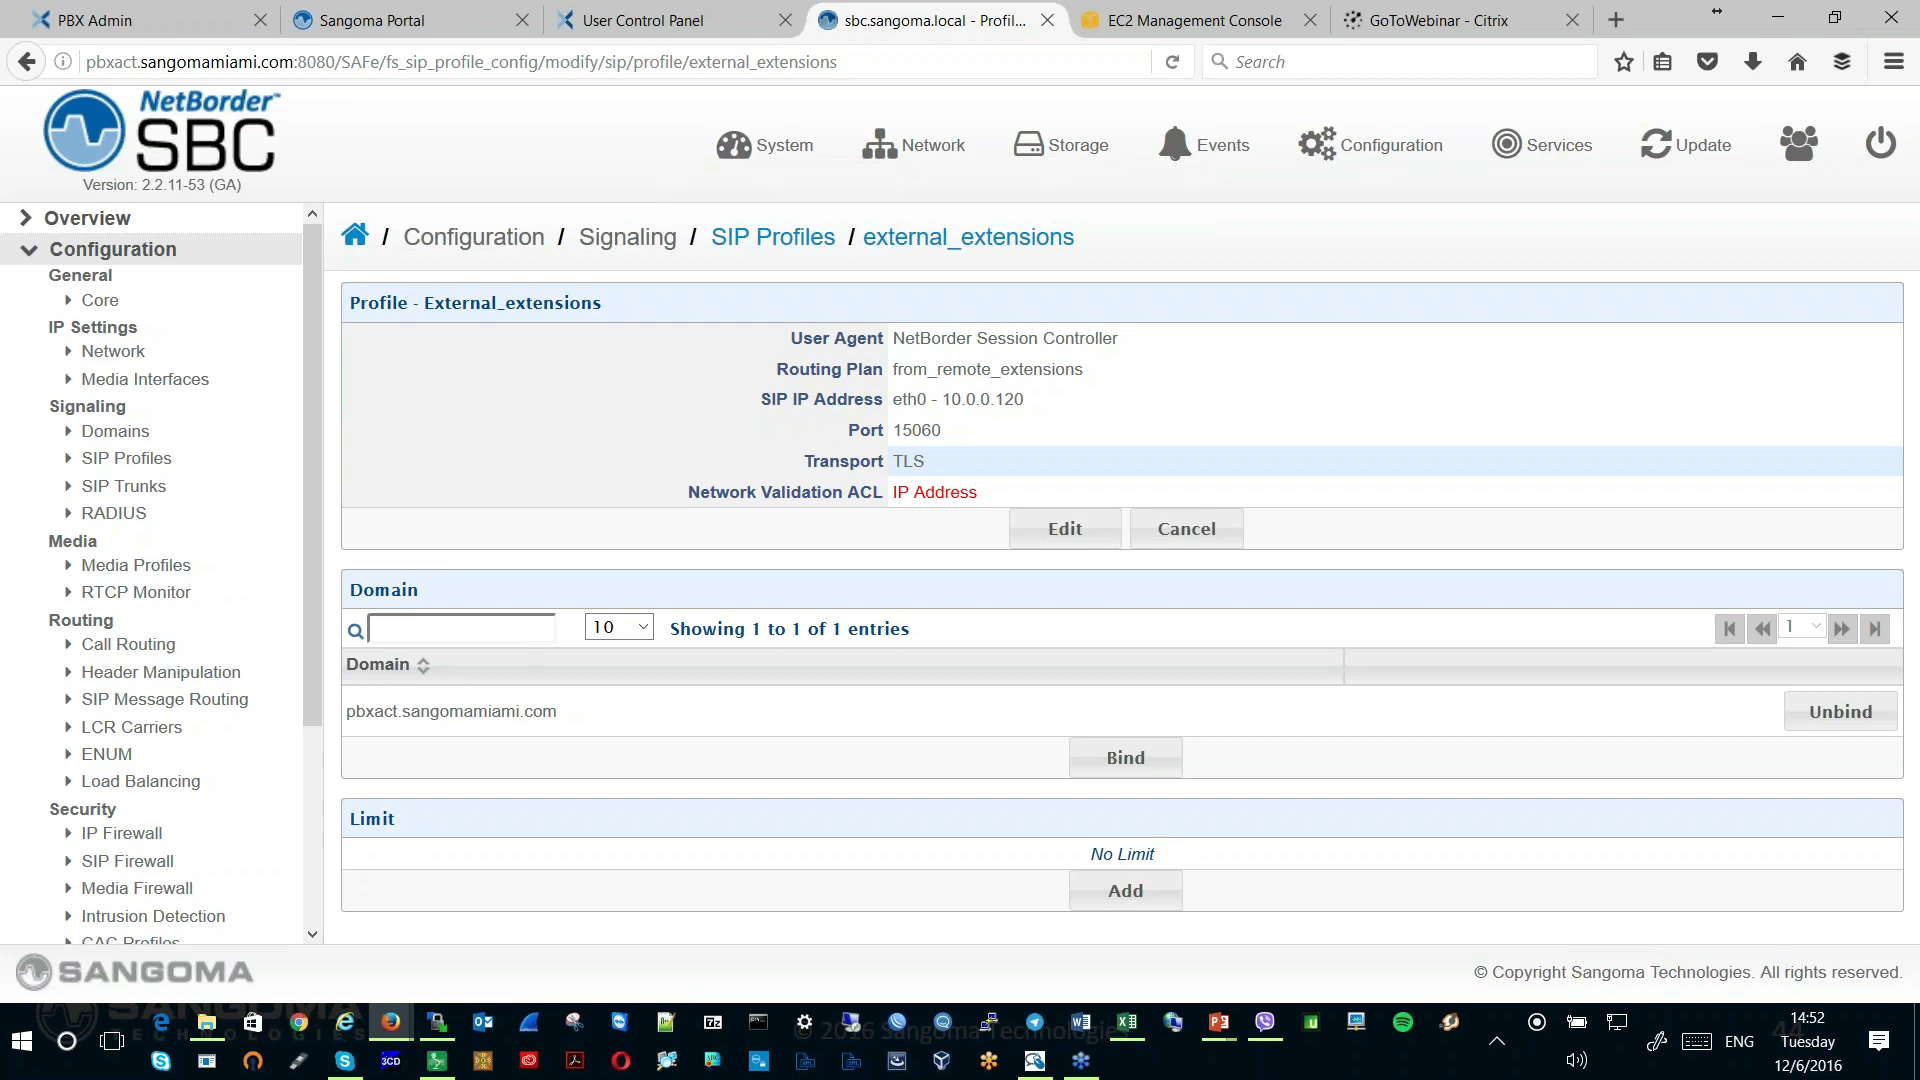 PBX Admin
Sangoma Portal
User Control Panel
sbc.sangoma.local - Profil...
EC2 Management Console
GoToWebinar - Citrix
pbxact.sangomamiami.com:8080/SAFe/fs_sip_profile_config/modify/sip/profile/external_extensions
Search
NetBorder™
SBC
Version: 2.2.11-53 (GA)
System
Network
Storage
Events
Configuration
Services
Update
Overview
Configuration
General
Core
IP Settings
Network
Media Interfaces
Signaling
Domains
SIP Profiles
SIP Trunks
RADIUS
Media
Media Profiles
RTCP Monitor
Routing
Call Routing
Header Manipulation
SIP Message Routing
LCR Carriers
ENUM
Load Balancing
Security
IP Firewall
SIP Firewall
Media Firewall
Intrusion Detection
CAC Profiles
/ Configuration / Signaling / SIP Profiles / external_extensions
Profile - External_extensions
User Agent NetBorder Session Controller
Routing Plan from_remote_extensions
SIP IP Address eth0 - 10.0.0.120
Port 15060
Transport TLS
Network Validation ACL IP Address
Edit Cancel
Domain
10 Showing 1 to 1 of 1 entries 1
Domain
pbxact.sangomamiami.com Unbind
Bind
Limit
No Limit
Add
SANGOMA
© Copyright Sangoma Technologies. All rights reserved.
© 2016 Sangoma Technologies
ENG
14:52
Tuesday
12/6/2016